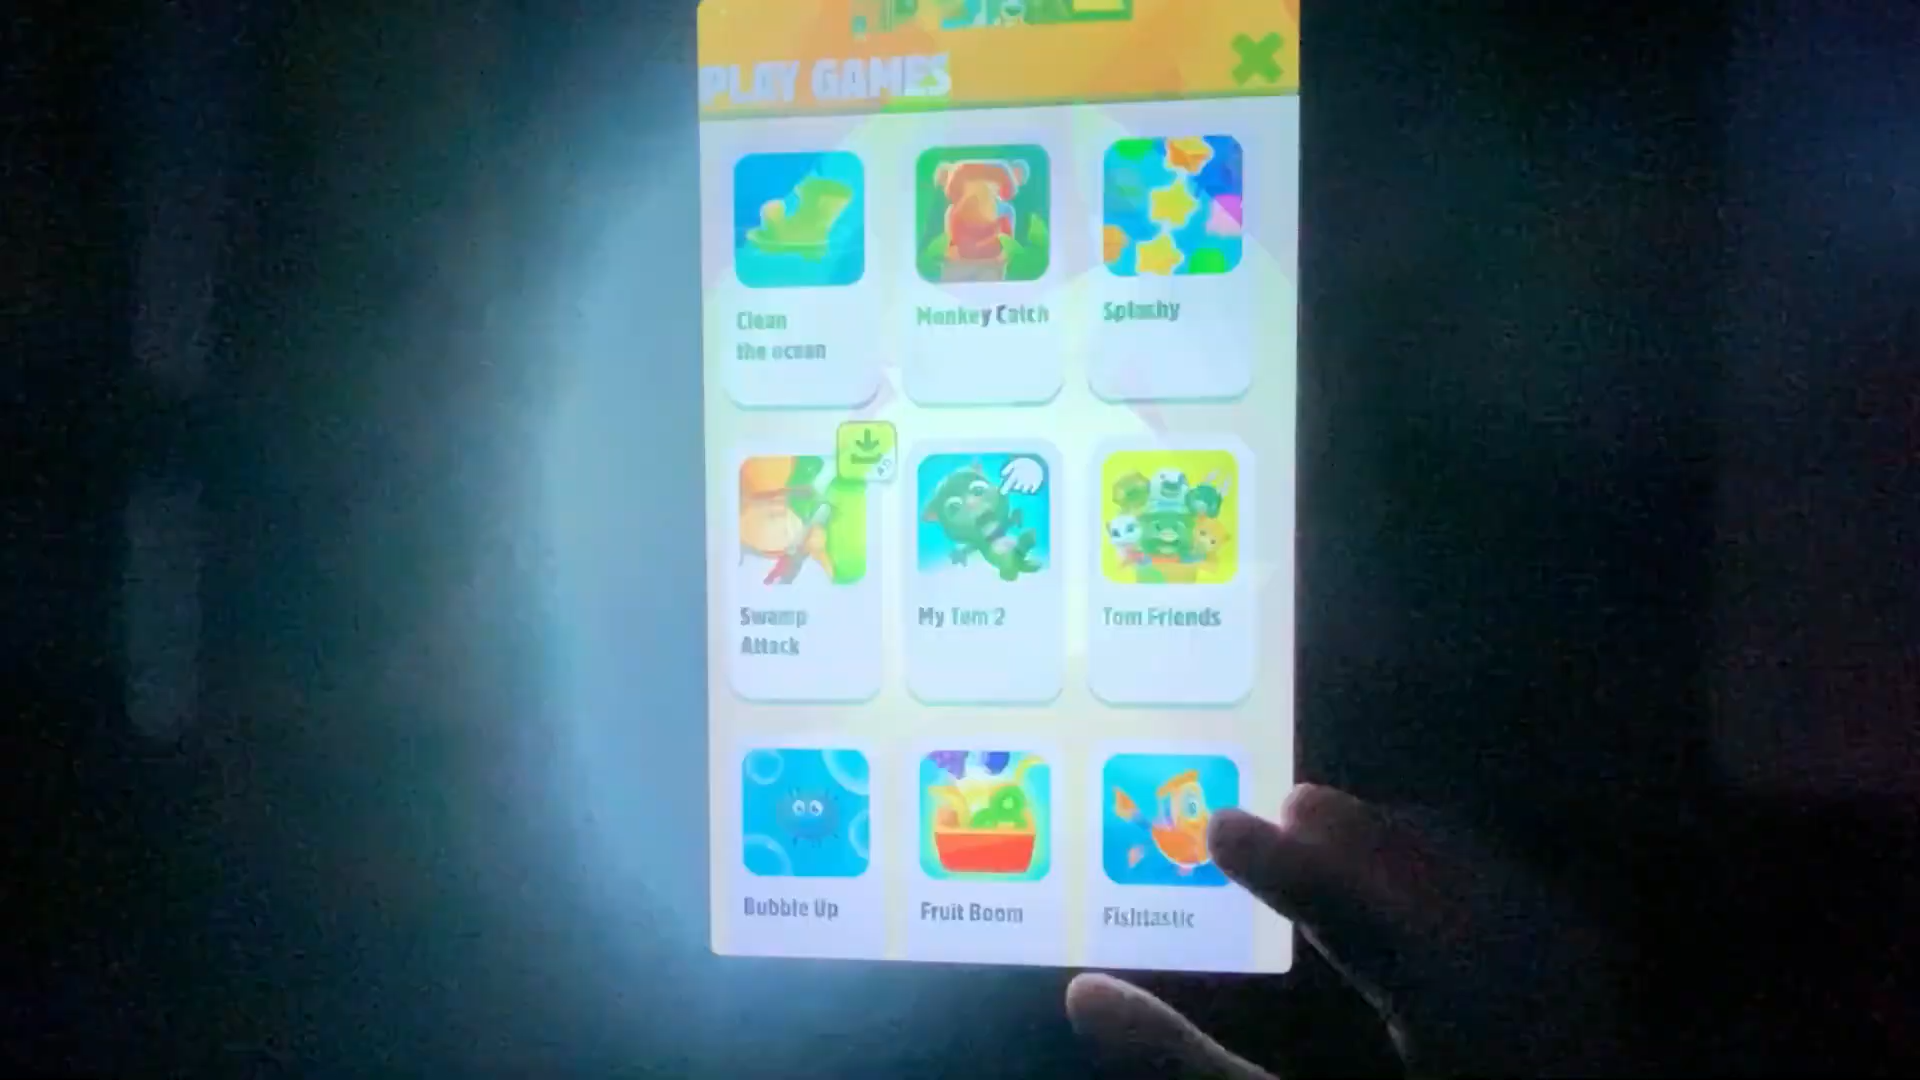 PLAY GAMES
Clean
the ocean
Monkey Catch
Splashy
AD
Swamp
Attack
My Tom 2
Tom Friends
Bubble Up
Fruit Boom
Fishtastic